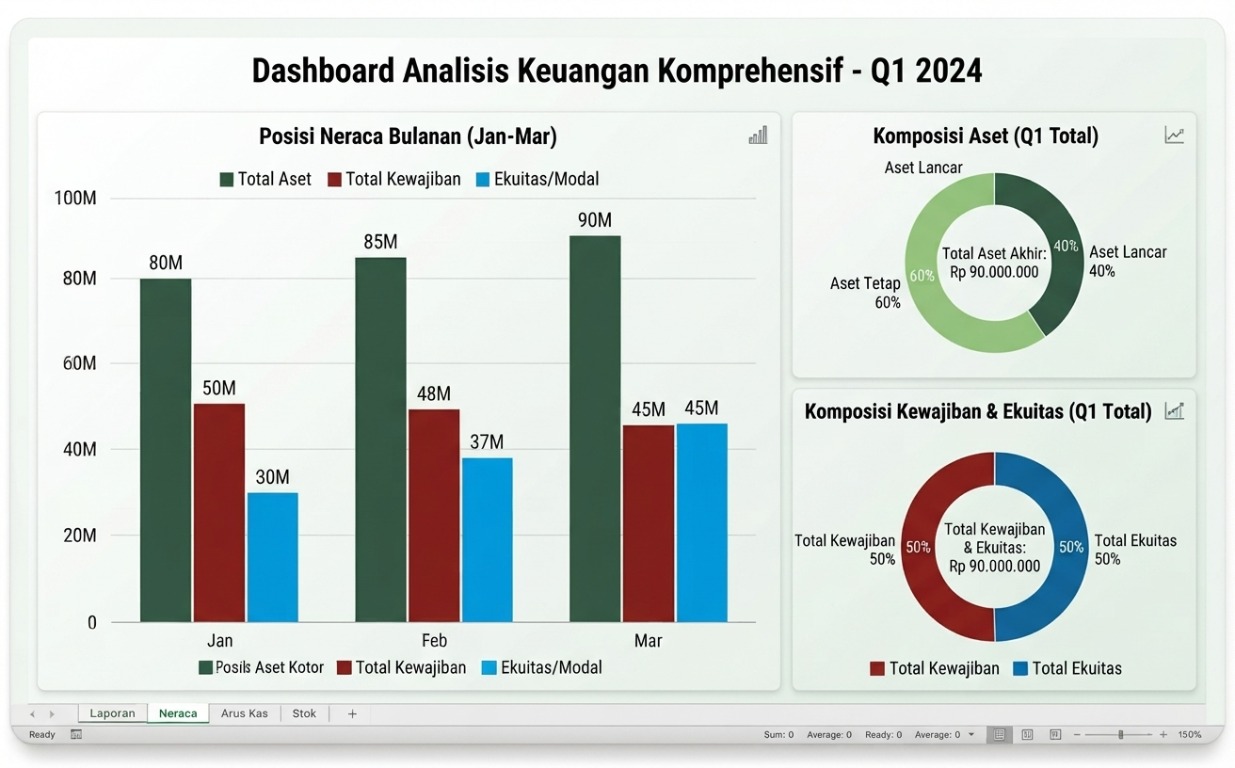 Dashboard Analisis Keuangan Komprehensif - Q1 2024
Posisi Neraca Bulanan (Jan-Mar)
Total Aset Total Kewajiban Ekuitas/Modal
100M
80M
60M
40M
20M
0
80M
50M
30M
85M
48M
37M
90M
45M
45M
Jan Feb Mar
Posils Aset Kotor Total Kewajiban Ekuitas/Modal
Komposisi Aset (Q1 Total)
Aset Lancar
40%
Aset Lancar
40%
Total Aset Akhir:
Rp 90.000.000
60%
Aset Tetap
60%
Komposisi Kewajiban & Ekuitas (Q1 Total)
Total Kewajiban
50%
50%
Total Kewajiban
& Ekuitas:
Rp 90.000.000
50%
Total Ekuitas
50%
Total Kewajiban Total Ekuitas
Laporan Neraca Arus Kas Stok +
Ready
Sum: 0 Average: 0 Ready: 0 Average: 0
150%